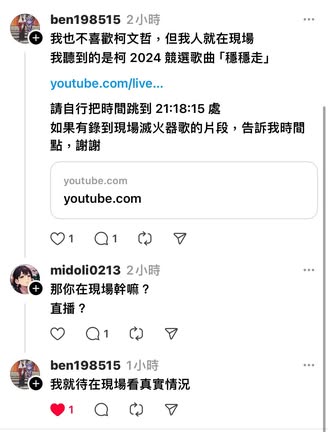 ben198515 2小時
我也不喜歡柯文哲，但我人就在現場
我聽到的是柯 2024 競選歌曲「穩穩走」
youtube.com/live...
請自行把時間跳到 21:18:15 處
如果有錄到現場滅火器歌的片段，告訴我時間
點，謝謝
youtube.com
youtube.com
1 1
midoli0213 2小時
那你在現場幹嘛？
直播？
1
ben198515 1小時
我就待在現場看真實情況
1